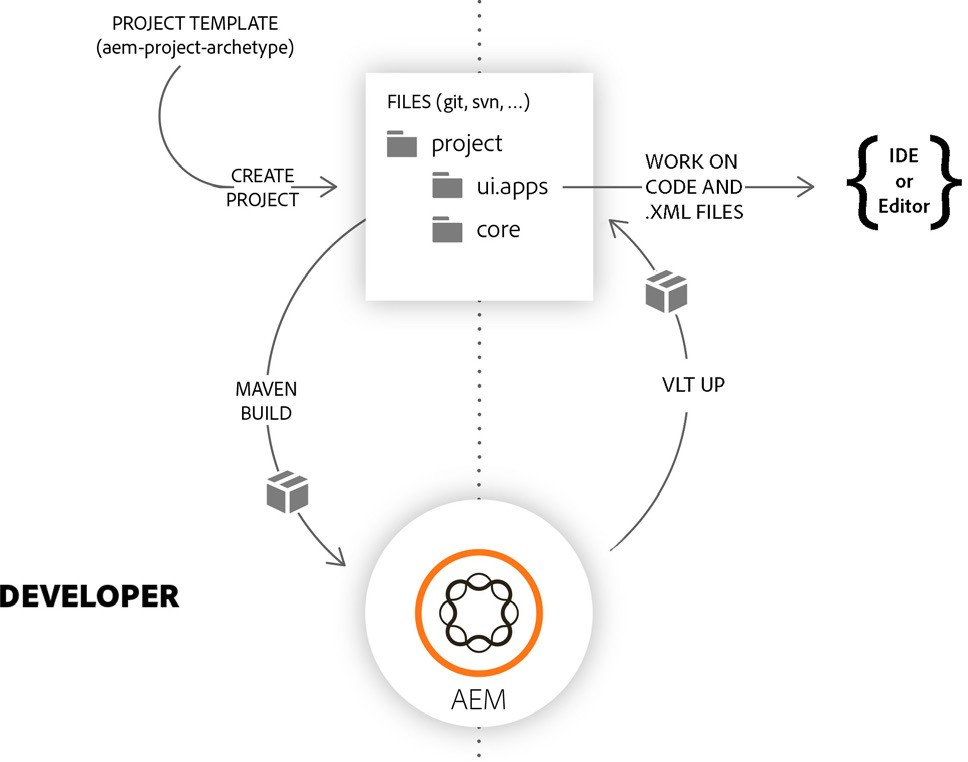 PROJECT TEMPLATE
(aem-project-archetype)
CREATE
PROJECT
FILES (git, svn, ...)
project
ui.apps
core
WORK ON
CODE AND
.XML FILES
IDE
or
Editor
MAVEN
BUILD
VLT UP
DEVELOPER
AEM